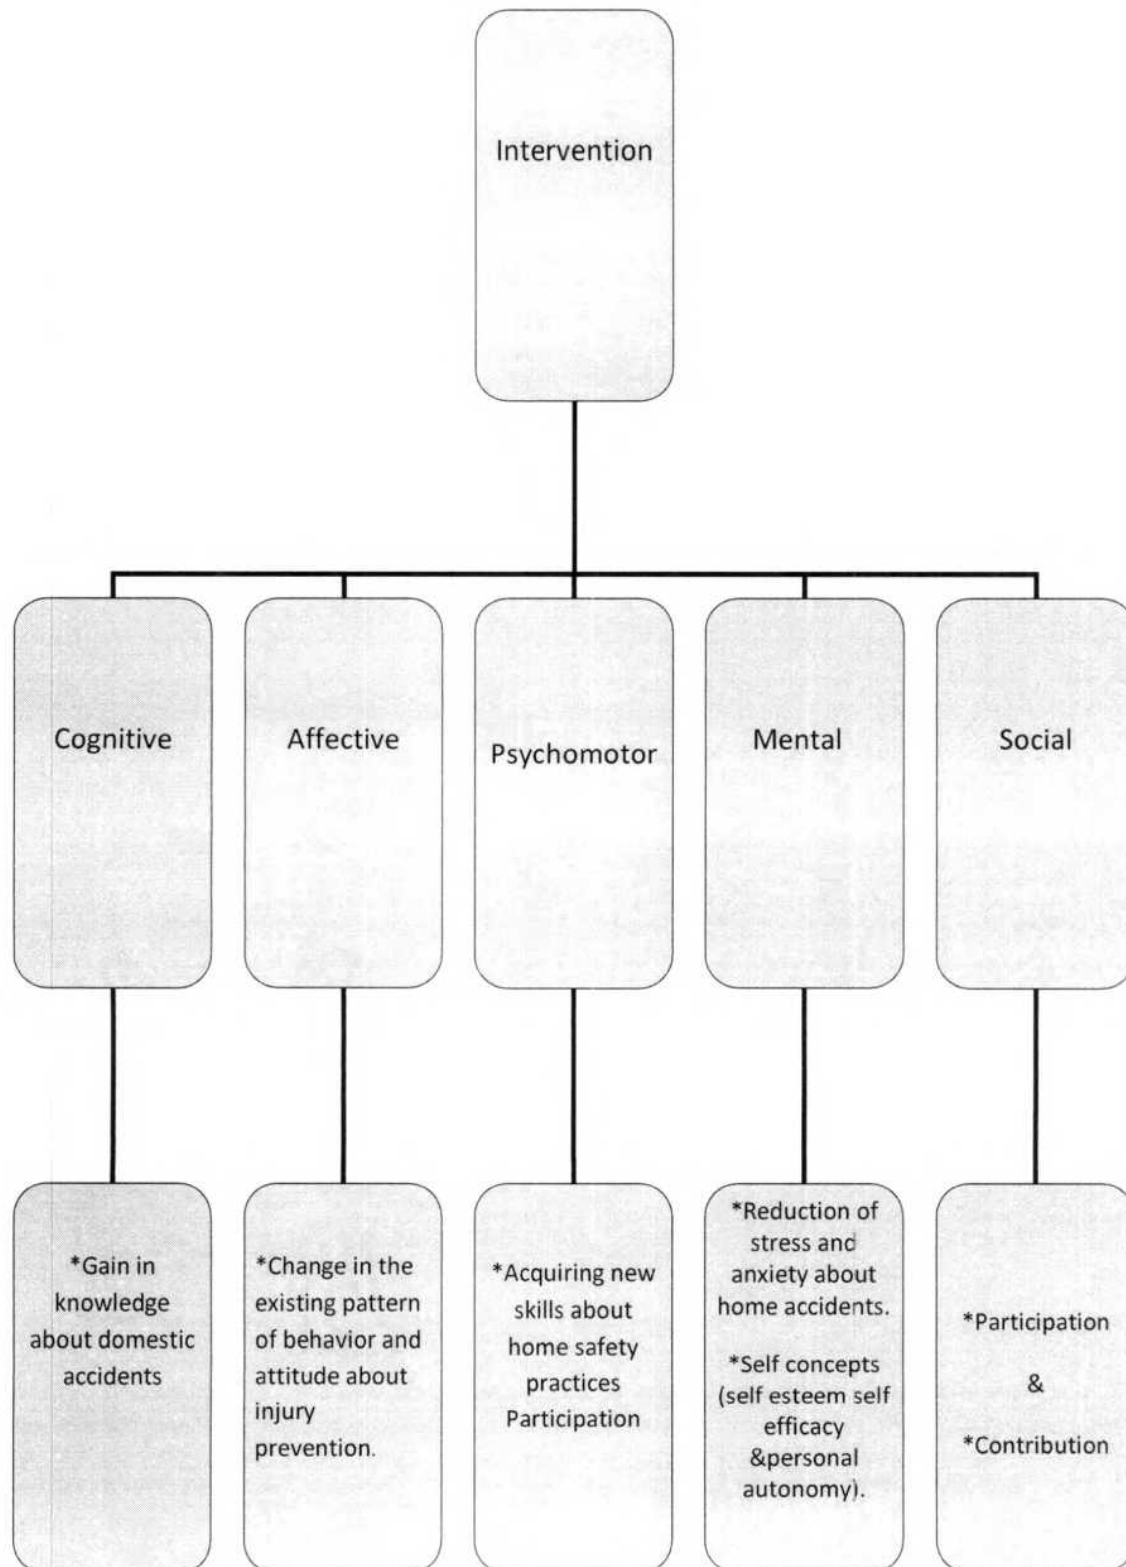 Intervention
Cognitive
Affective
Psychomotor
Mental
Social
*Gain in
knowledge
about domestic
accidents
*Change in the
existing pattern
of behavior and
attitude about
injury
prevention.
*Acquiring new
skills about
home safety
practices
Participation
*Reduction of
stress and
anxiety about
home accidents.
*Self concepts
(self esteem self
efficacy
&personal
autonomy).
*Participation
&
*Contribution